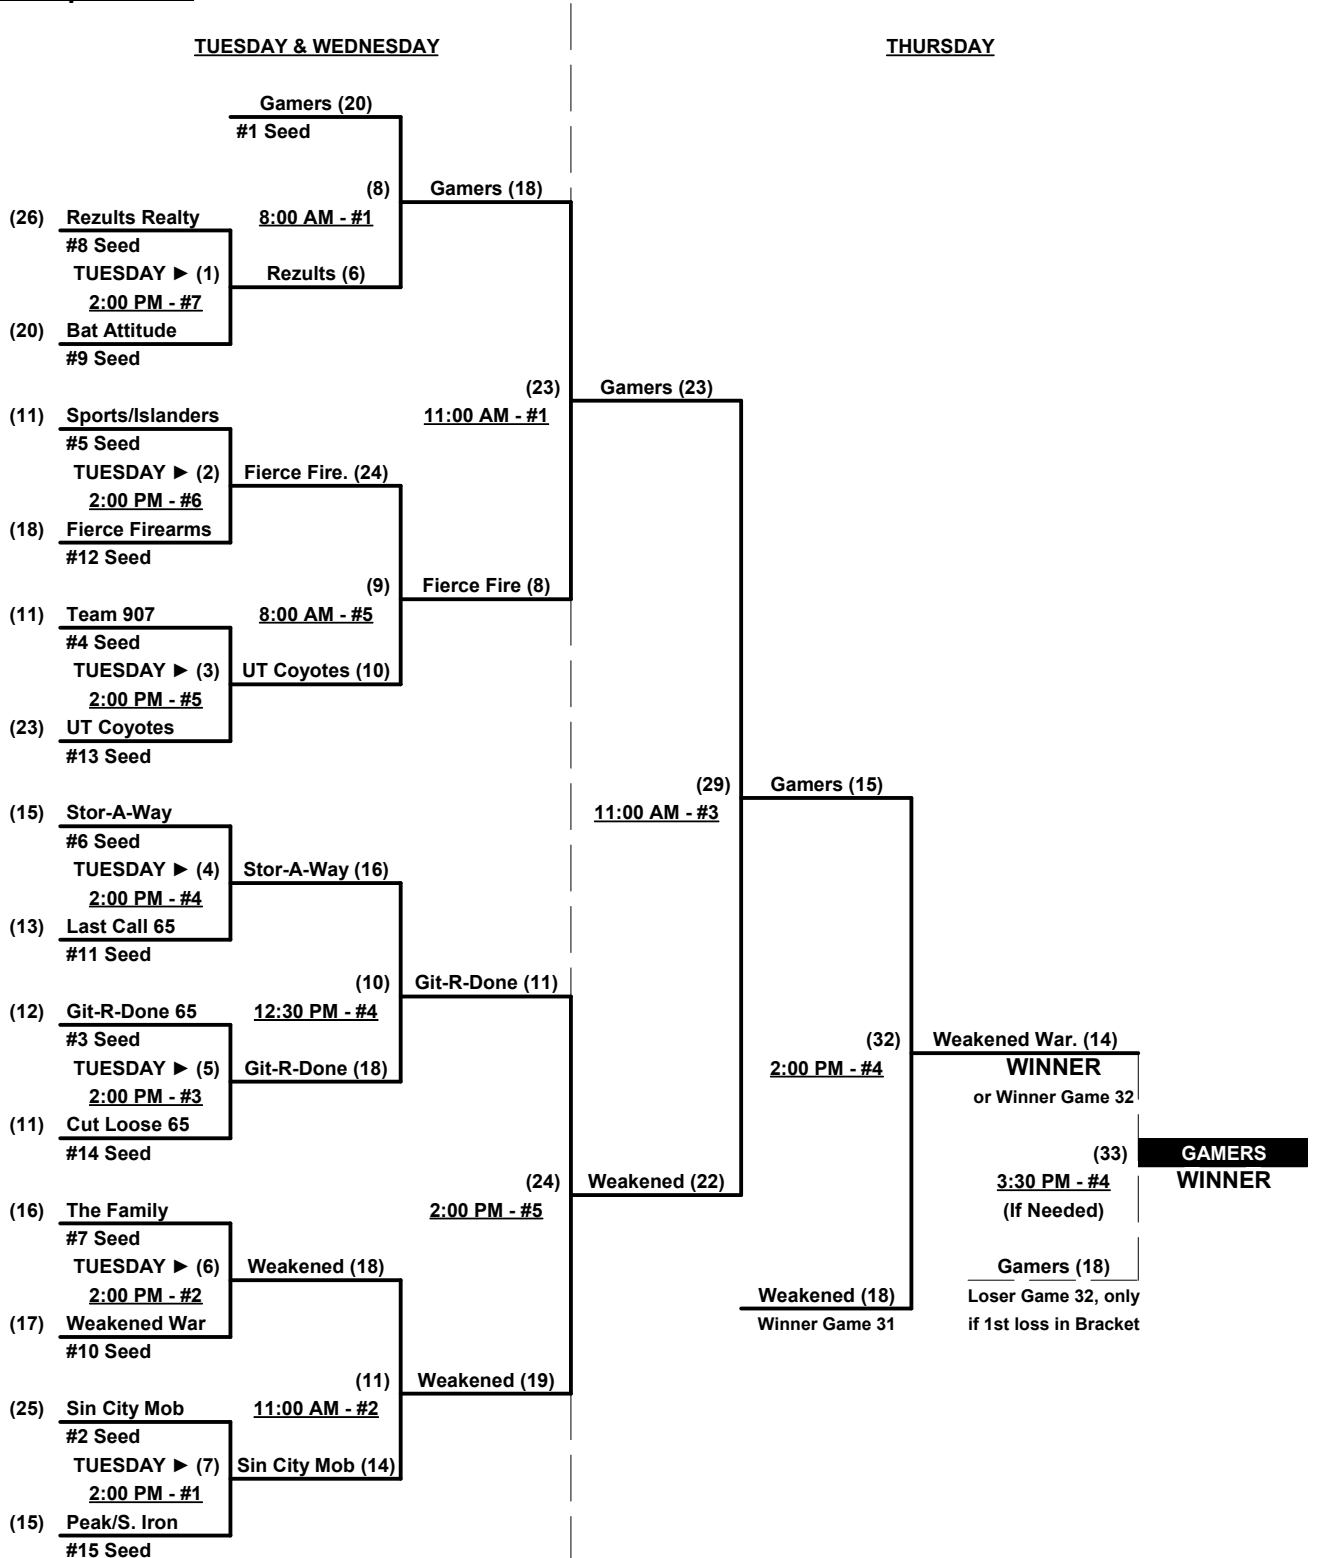 TUESDAY & WEDNESDAY
THURSDAY
Gamers (20)
#1 Seed
(8)
Gamers (18)
(26) Rezults Realty
8:00 AM - #1
#8 Seed
TUESDAY ► (1)
Rezults (6)
2:00 PM - #7
(20) Bat Attitude
#9 Seed
(23)
Gamers (23)
(11) Sports/Islanders
11:00 AM - #1
#5 Seed
TUESDAY ► (2)
Fierce Fire. (24)
2:00 PM - #6
(18) Fierce Firearms
#12 Seed
(9)
Fierce Fire (8)
(11) Team 907
8:00 AM - #5
#4 Seed
TUESDAY ► (3)
UT Coyotes (10)
2:00 PM - #5
(23) UT Coyotes
#13 Seed
(29)
Gamers (15)
(15) Stor-A-Way
11:00 AM - #3
#6 Seed
TUESDAY ► (4)
Stor-A-Way (16)
2:00 PM - #4
(13) Last Call 65
#11 Seed
(10)
Git-R-Done (11)
(12) Git-R-Done 65
12:30 PM - #4
#3 Seed
(32)
Weakened War. (14)
TUESDAY ► (5)
Git-R-Done (18)
2:00 PM - #4
WINNER
2:00 PM - #3
or Winner Game 32
(11) Cut Loose 65
#14 Seed
(33)
GAMERS
(24)
Weakened (22)
3:30 PM - #4
WINNER
(16) The Family
2:00 PM - #5
(If Needed)
#7 Seed
TUESDAY ► (6)
Weakened (18)
Gamers (18)
2:00 PM - #2
Weakened (18)
Loser Game 32, only
(17) Weakened War
Winner Game 31
if 1st loss in Bracket
#10 Seed
(11)
Weakened (19)
(25) Sin City Mob
11:00 AM - #2
#2 Seed
TUESDAY ► (7)
Sin City Mob (14)
2:00 PM - #1
(15) Peak/S. Iron
#15 Seed